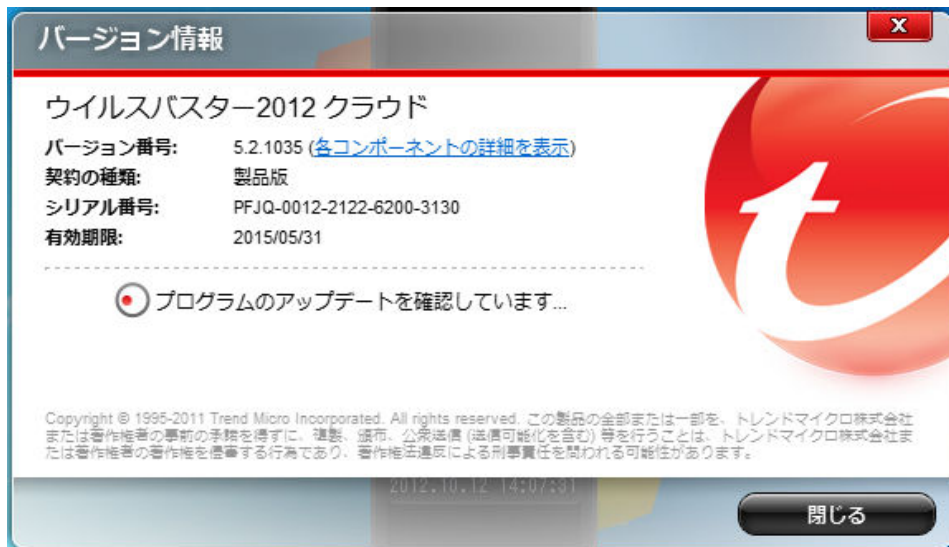 バージョン情報
x
ウイルスバスター2012 クラウド
バージョン番号: 5.2.1035 (各コンポーネントの詳細を表示)
契約の種類: 製品版
シリアル番号: PFJQ-0012-2122-6200-3130
有効期限: 2015/05/31
プログラムのアップデートを確認しています...
Copyright © 1995-2011 Trend Micro Incorporated. All rights reserved. この製品の全部または一部を、トレンドマイクロ株式会社
または著作権者の事前の承諾を得ずに、複製、頒布、公衆送信 (送信可能化を含む) 等を行うことは、トレンドマイクロ株式会社ま
たは著作権者の著作権を侵害する行為であり、著作権法違反による刑事責任を問われる可能性があります。
2012.10.12 14:07:31
閉じる